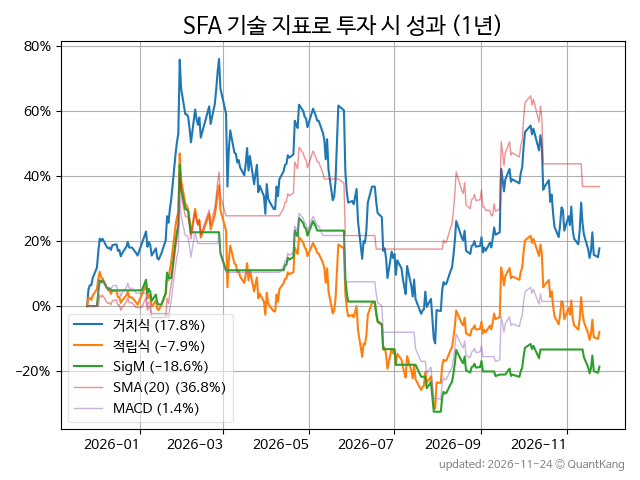 SFA 기술 지표로 투자 시 성과 (1년)
80%
60%
40%
20%
0%
−20%
거치식 (17.8%)
적립식 (−7.9%)
SigM (−18.6%)
SMA(20) (36.8%)
MACD (1.4%)
2026-01 2026-03 2026-05 2026-07 2026-09 2026-11
updated: 2026-11-24 © QuantKang